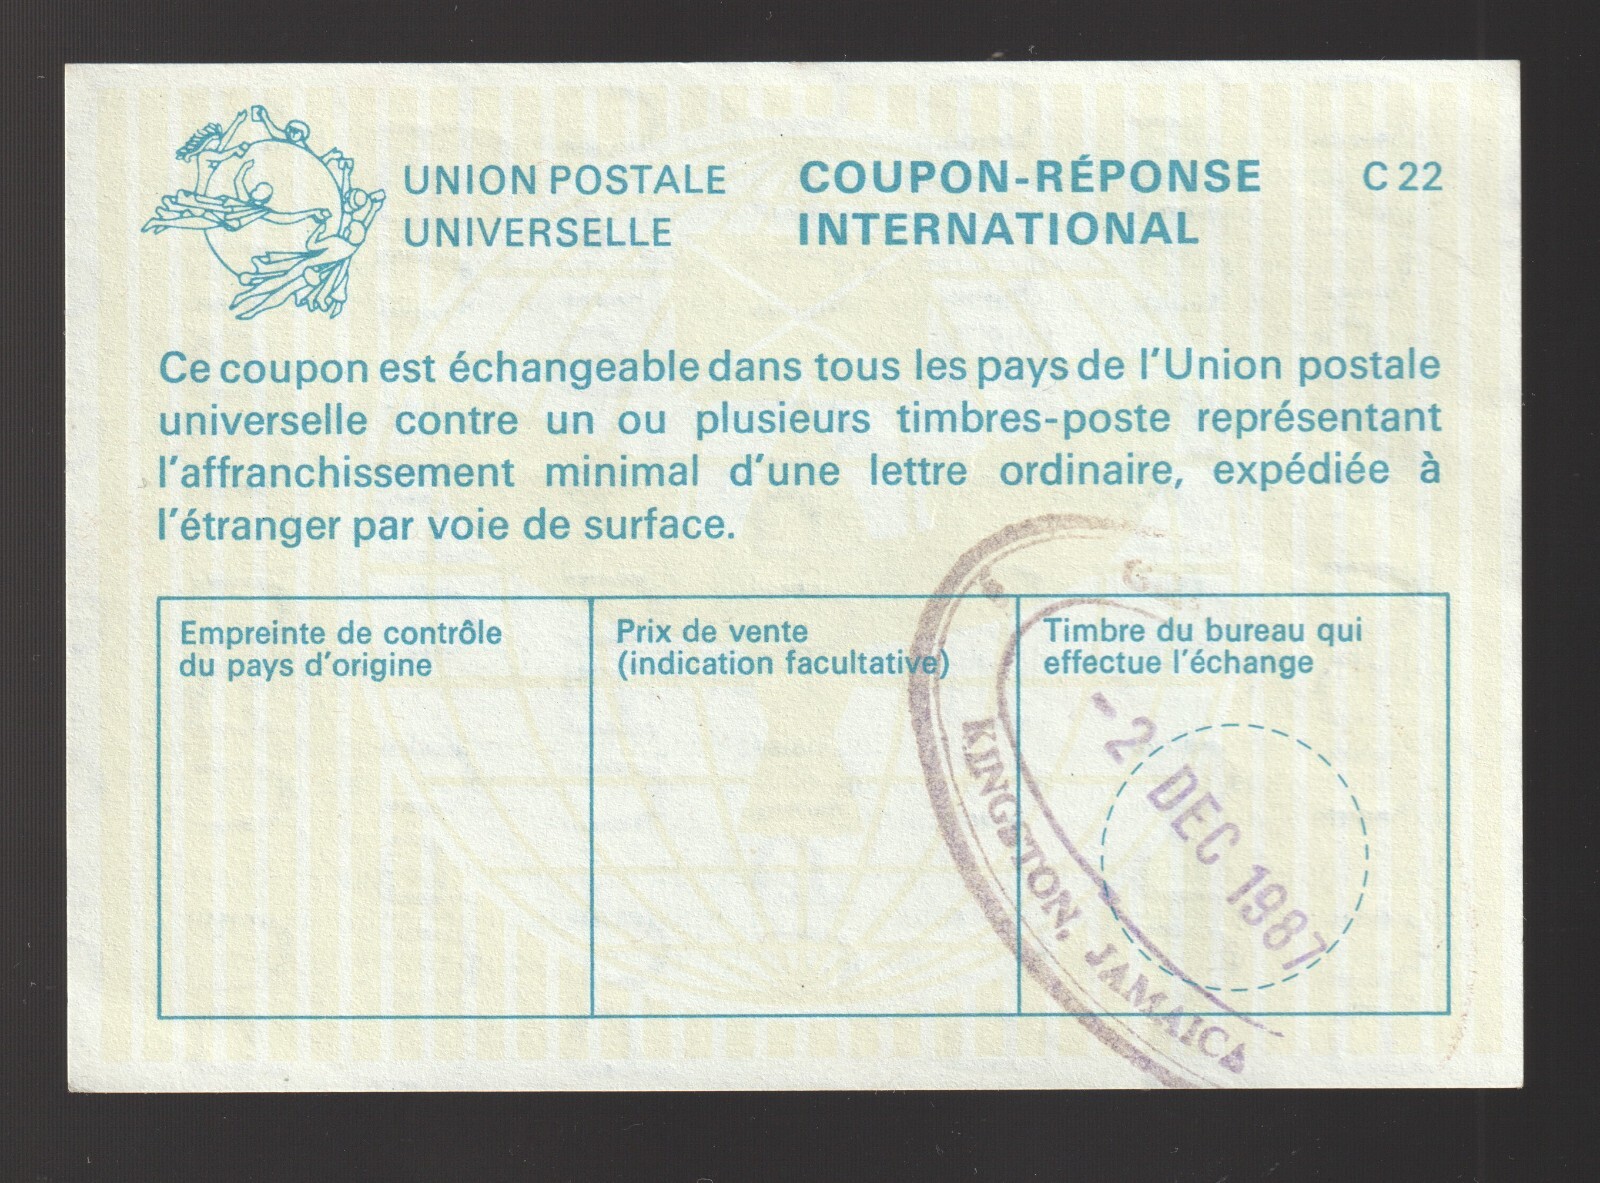 UNION POSTALE
UNIVERSELLE
COUPON-RÉPONSE
INTERNATIONAL
C 22
Ce coupon est échangeable dans tous les pays de l'Union postale
universelle contre un ou plusieurs timbres-poste représentant
l'affranchissement minimal d'une lettre ordinaire, expédiée à
l'étranger par voie de surface.
Empreinte de contrôle
du pays d'origine
Prix de vente
(indication facultative)
Timbre du bureau qui
effectue l'échange
-2 DEC 1987
KINGSTON, JAMAICA